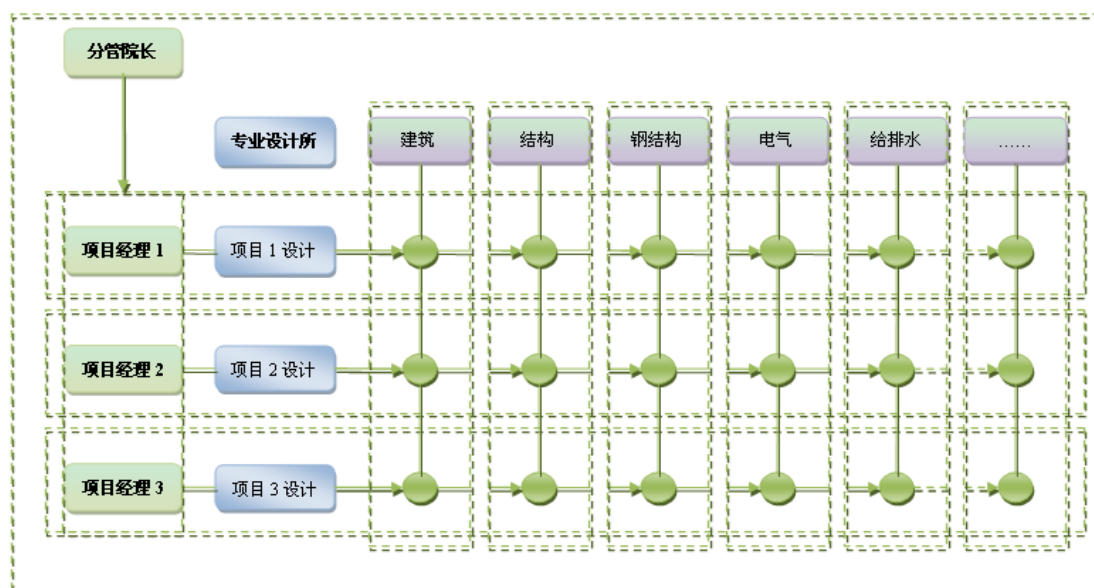 分管院长
专业设计所
建筑
结构
钢结构
电气
给排水
……
项目经理 1
项目 1 设计
项目经理 2
项目 2 设计
项目经理 3
项目 3 设计